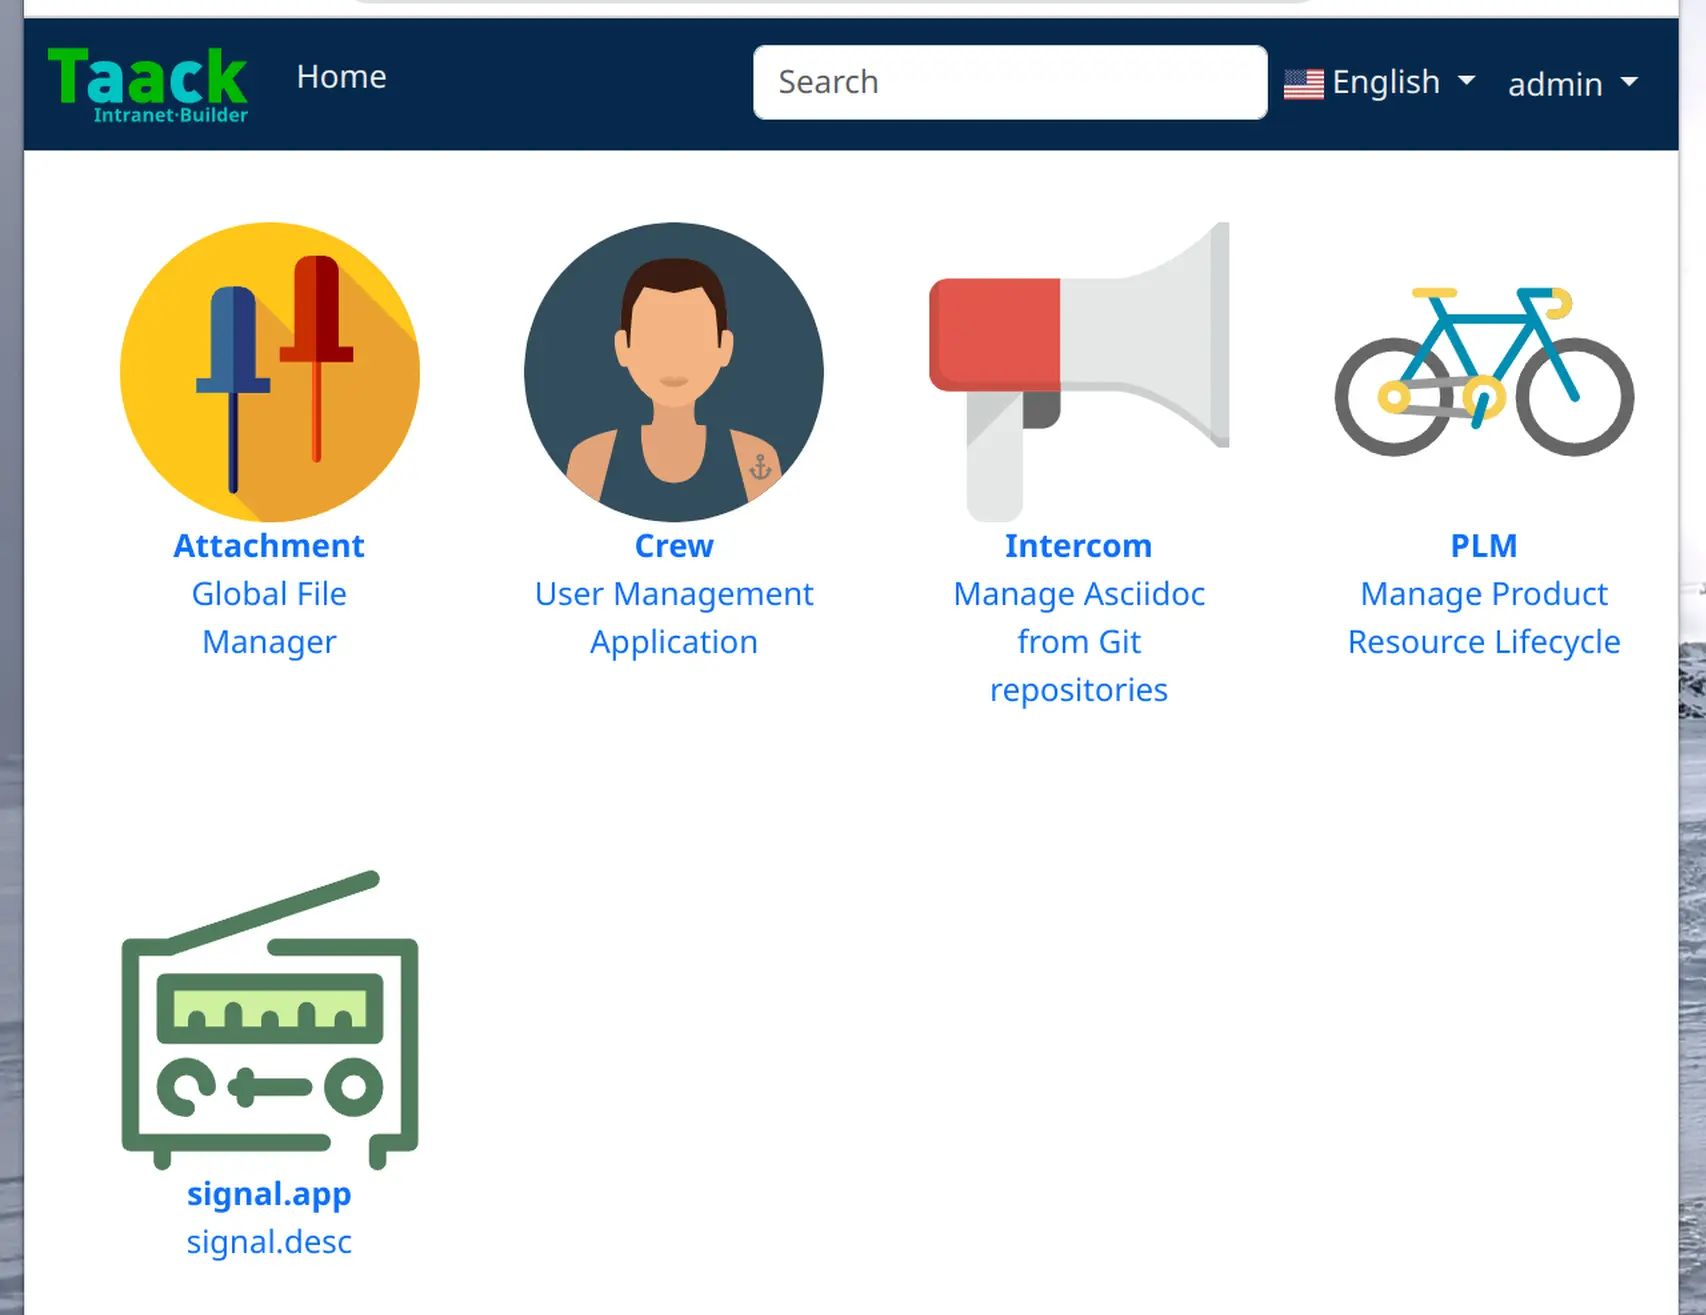 Taack
Intranet·Builder
Home
Search
English
admin
Attachment
Global File
Manager
Crew
User Management
Application
Intercom
Manage Asciidoc
from Git
repositories
PLM
Manage Product
Resource Lifecycle
signal.app
signal.desc